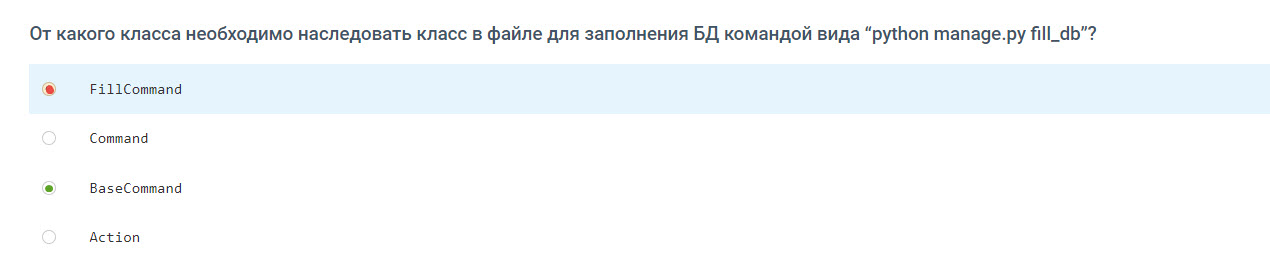 От какого класса необходимо наследовать класс в файле для заполнения БД командой вида “python manage.py fill_db”?
FillCommand
Command
BaseCommand
Action